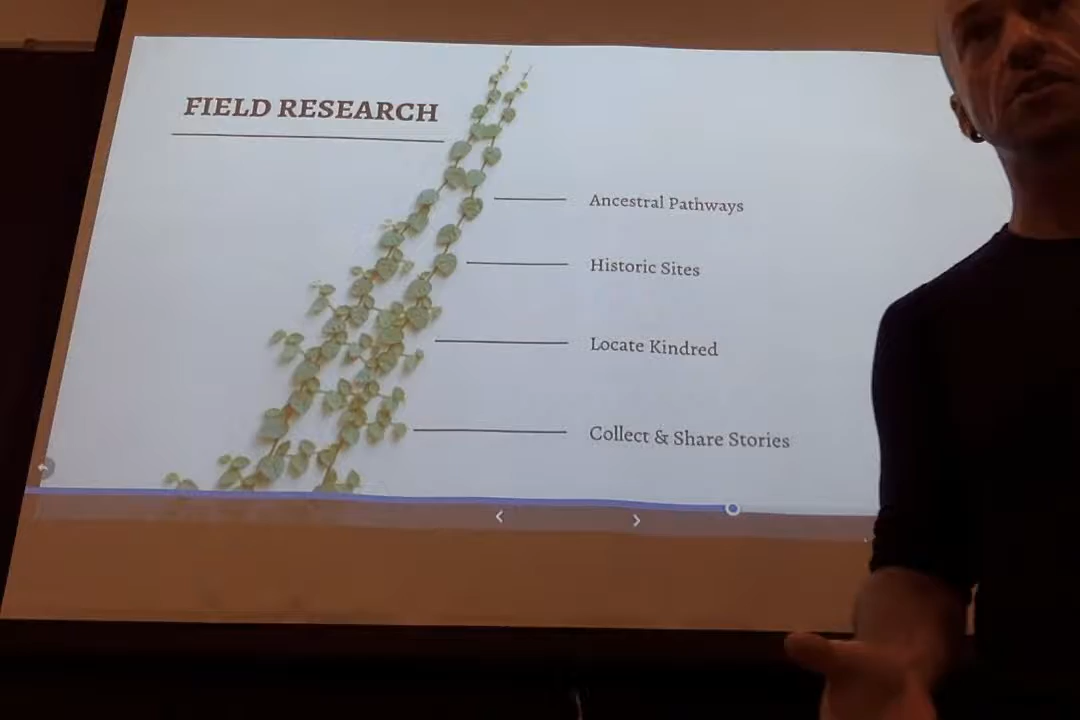 FIELD RESEARCH
Ancestral Pathways
Historic Sites
Locate Kindred
Collect & Share Stories